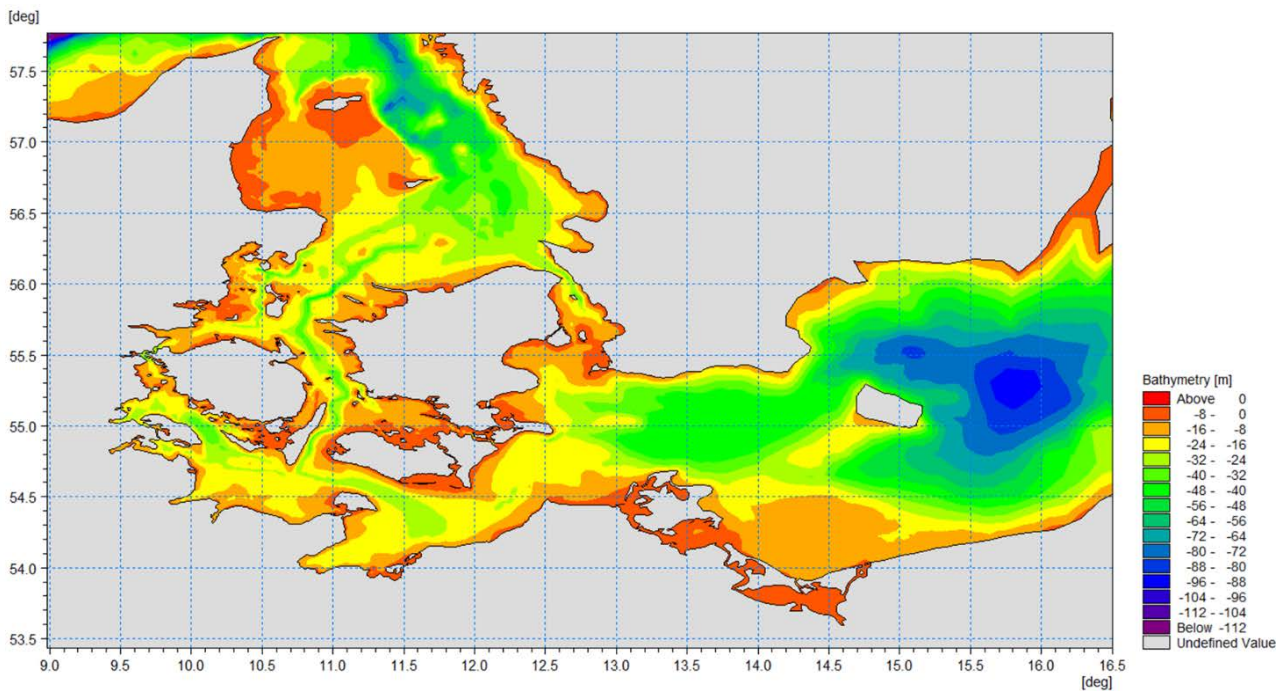 [deg]
57.5
57.0
56.5
56.0
55.5
55.0
54.5
54.0
53.5
9.0 9.5 10.0 10.5 11.0 11.5 12.0 12.5 13.0 13.5 14.0 14.5 15.0 15.5 16.0 16.5
[deg]
Bathymetry [m]
Above 0
-8 - 0
-16 - -8
-24 - -16
-32 - -24
-40 - -32
-48 - -40
-56 - -48
-64 - -56
-72 - -64
-80 - -72
-88 - -80
-96 - -88
-104 - -96
-112 - -104
Below -112
Undefined Value